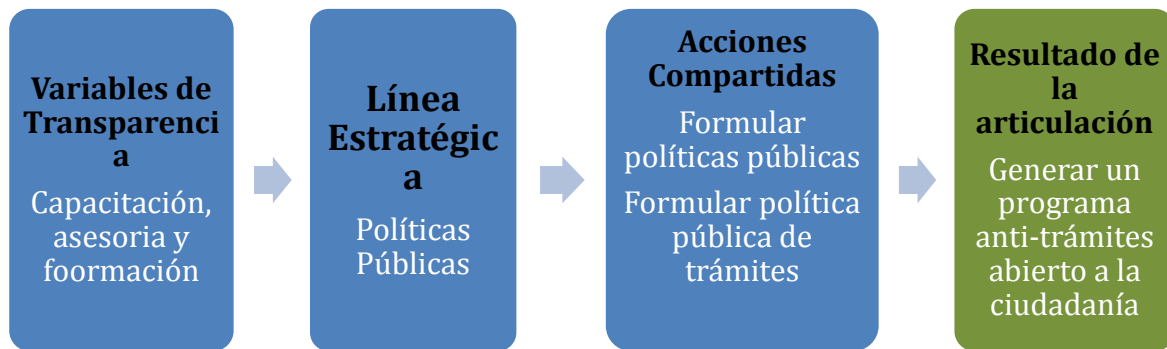 Variables de
Transparenci
a
Capacitación,
asesoria y
foormación
Línea
Estratégic
a
Políticas
Públicas
Acciones
Compartidas
Formular
políticas públicas
Formular política
pública de
trámites
Resultado de
la
articulación
Generar un
programa
anti-trámites
abierto a la
ciudadanía